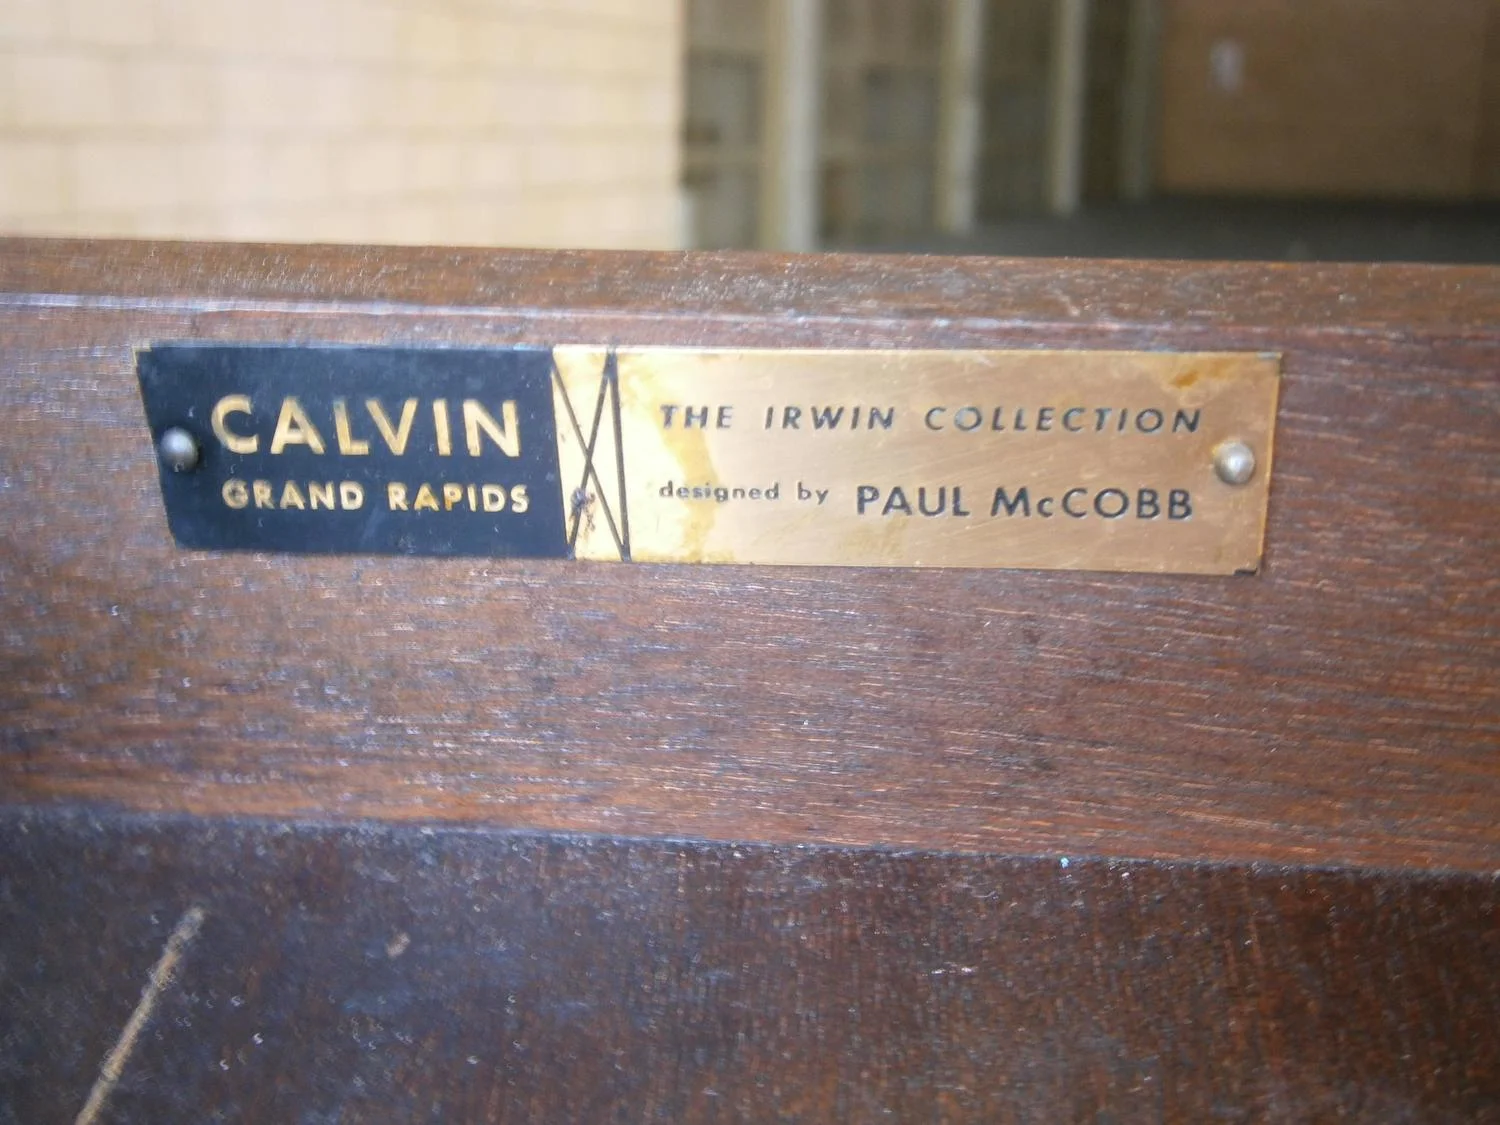 CALVIN
GRAND RAPIDS
THE IRWIN COLLECTION
designed by PAUL McCOBB